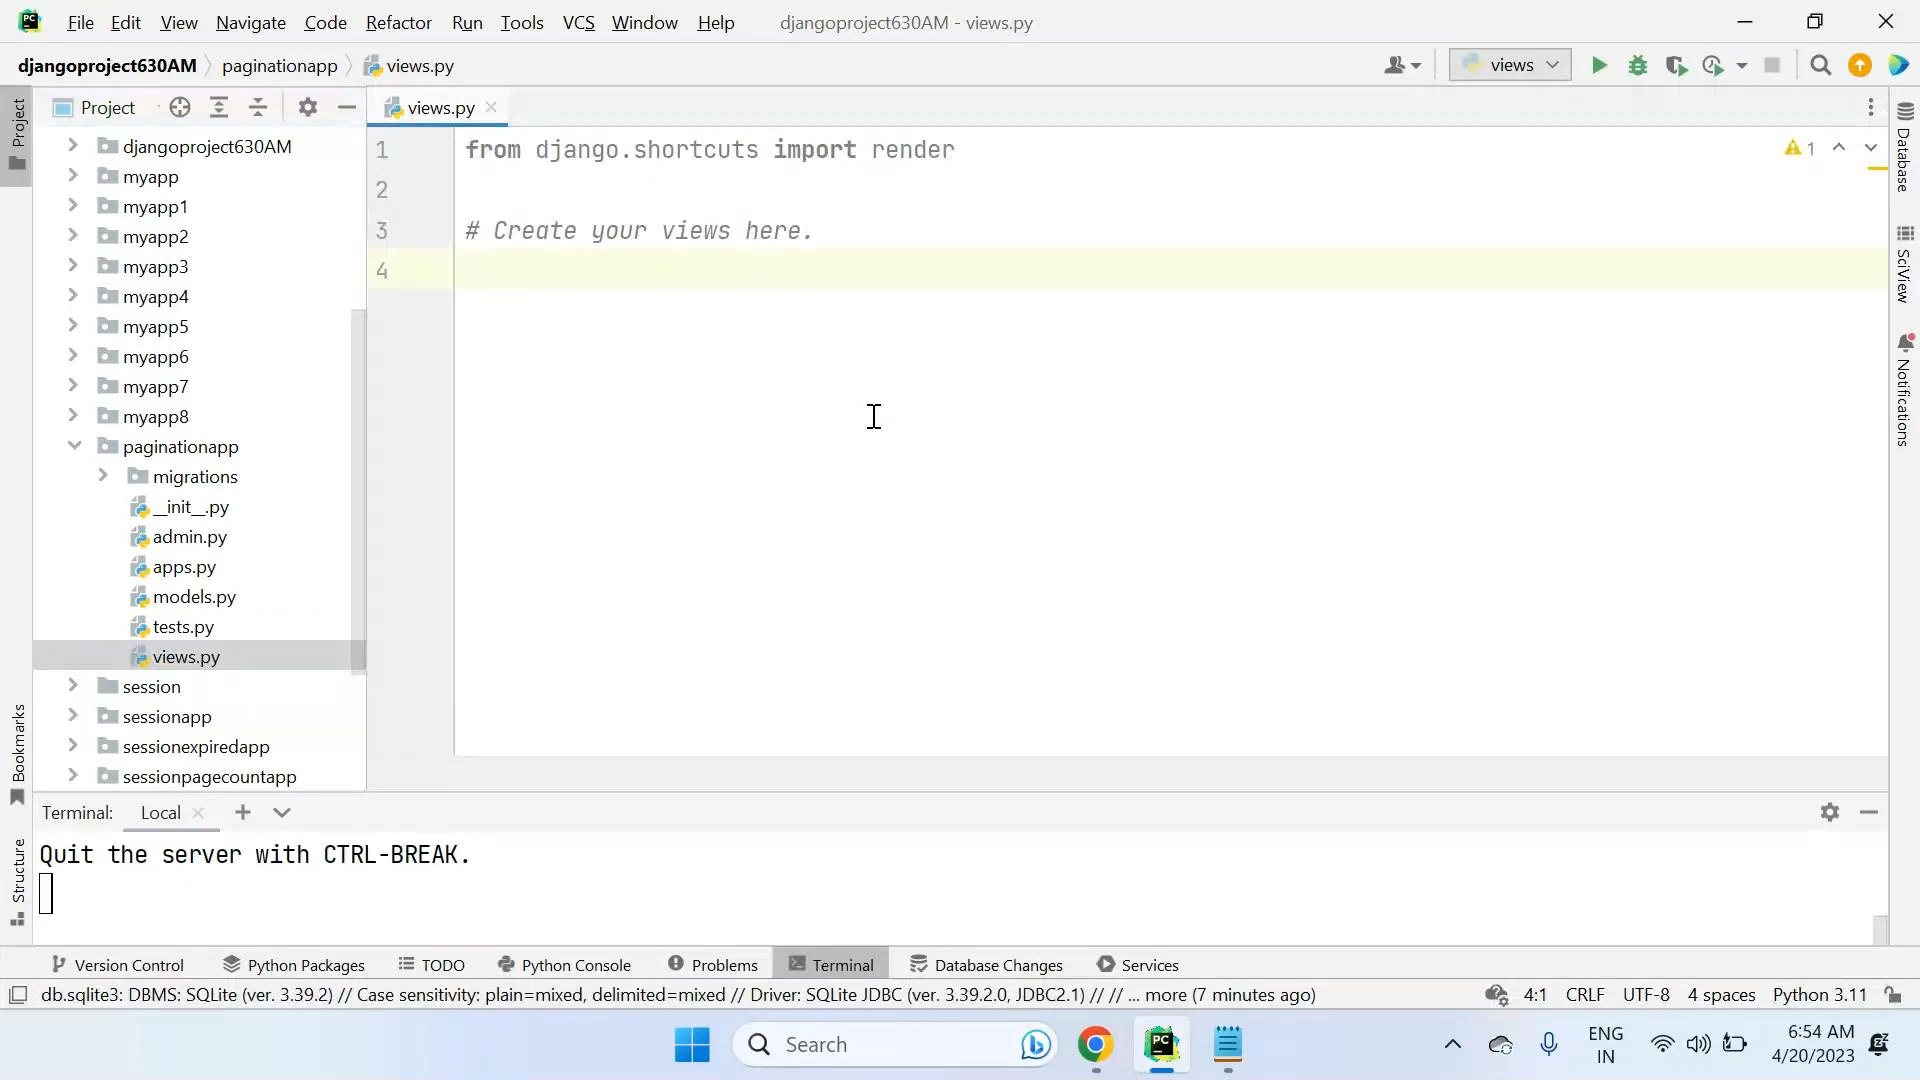 File Edit View Navigate Code Refactor Run Tools VCS Window Help djangoproject630AM - views.py
djangoproject630AM paginationapp views.py
views
Project
Project
views.py
djangoproject630AM
myapp
myapp1
myapp2
myapp3
myapp4
myapp5
myapp6
myapp7
myapp8
paginationapp
migrations
__init__.py
admin.py
apps.py
models.py
tests.py
views.py
session
sessionapp
sessionexpiredapp
sessionpagecountapp
1 from django.shortcuts import render
2
3 # Create your views here.
4
1
Database
SciView
Notifications
Bookmarks
Structure
Terminal: Local
Quit the server with CTRL-BREAK.
Version Control Python Packages TODO Python Console Problems Terminal Database Changes Services
db.sqlite3: DBMS: SQLite (ver. 3.39.2) // Case sensitivity: plain=mixed, delimited=mixed // Driver: SQLite JDBC (ver. 3.39.2.0, JDBC2.1) // // ... more (7 minutes ago) 4:1 CRLF UTF-8 4 spaces Python 3.11
PC
Search
PC
ENG
IN
6:54 AM
4/20/2023